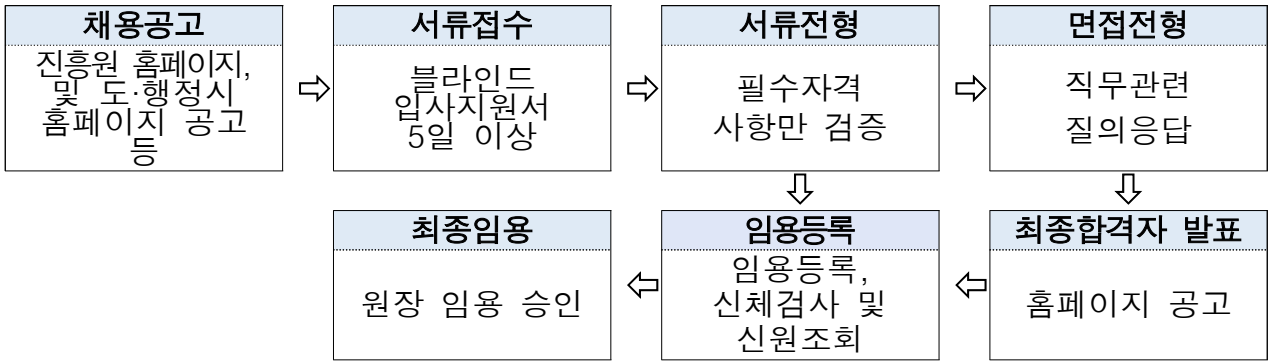 채용공고
진흥원 홈페이지,
및 도·행정시
홈페이지 공고
등
서류접수
블라인드
입사지원서
5일 이상
서류전형
필수자격
사항만 검증
면접전형
직무관련
질의응답
최종합격자 발표
홈페이지 공고
임용등록
임용등록,
신체검사 및
신원조회
최종임용
원장 임용 승인